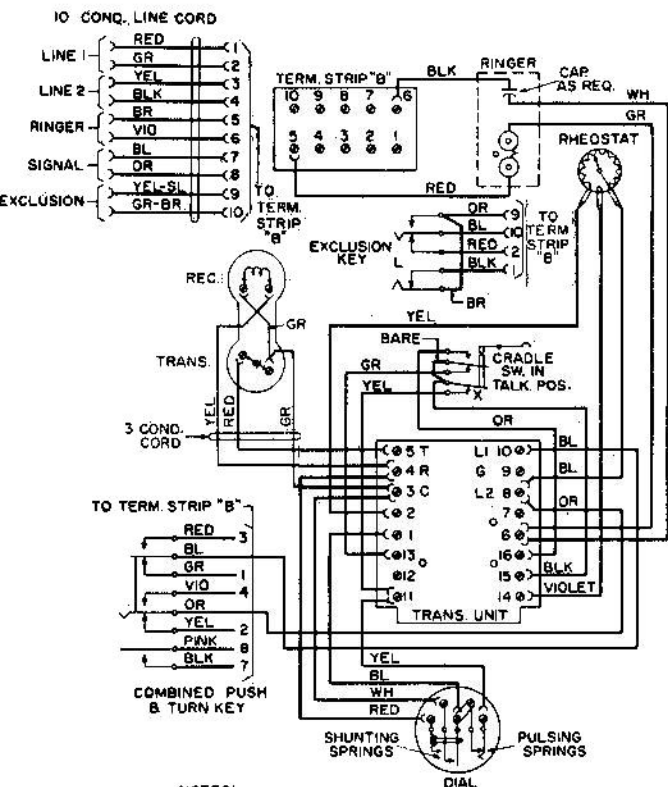 10 COND. LINE CORD
LINE 1
RED
1
GR
2
LINE 2
YEL
3
BLK
4
RINGER
BR
5
VIO
6
SIGNAL
BL
7
OR
8
EXCLUSION
YEL-SL
9
GR-BR
10
TO
TERM.
STRIP
"B"
TERM. STRIP "B"
10 9 8 7 6
5 4 3 2 1
BLK
RED
RINGER
CAP.
AS REQ.
WH
GR
RHEOSTAT
EXCLUSION
KEY
OR
9
BL
10
RED
2
BLK
1
BR
TO
TERM
STRIP
"B"
REC.
GR
TRANS.
YEL
RED
GR
3 COND.
CORD
YEL
BARE
GR
YEL
X
CRADLE
SW. IN
TALK. POS.
OR
5 T
4 R
3 C
2
1
13
12
11
L1 10
G 9
L2 8
7
6
16
15
14
TRANS. UNIT
BL
BL
OR
BLK
VIOLET
TO TERM. STRIP "B"
RED
3
BL
GR
1
VIO
4
OR
YEL
2
PINK
8
BLK
7
COMBINED PUSH
& TURN KEY
YEL
BL
WH
RED
SHUNTING
SPRINGS
PULSING
SPRINGS
DIAL